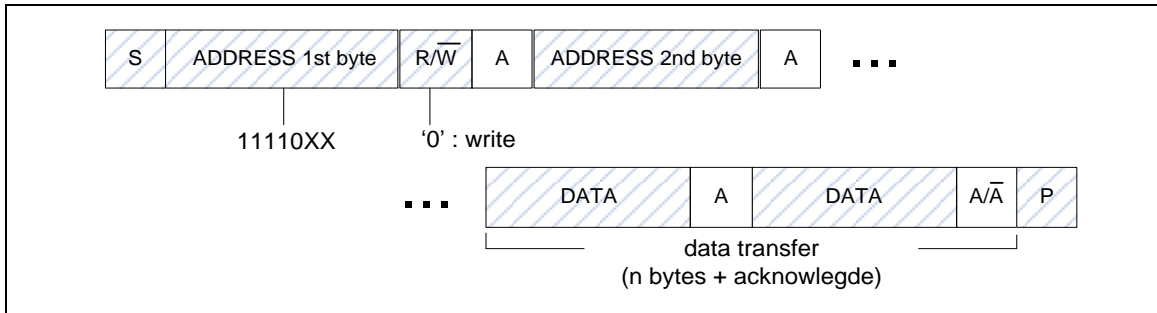 S ADDRESS 1st byte R/W̅ A ADDRESS 2nd byte A ...
11110XX ‘0’ : write
... DATA A DATA A/A̅ P
data transfer
(n bytes + acknowlegde)